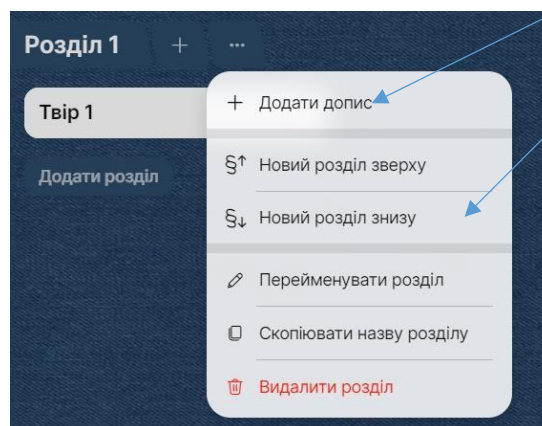 Розділ 1 + ...
Твір 1
Додати розділ
+ Додати допис
§↑ Новий розділ зверху
§↓ Новий розділ знизу
Перейменувати розділ
Скопіювати назву розділу
Видалити розділ